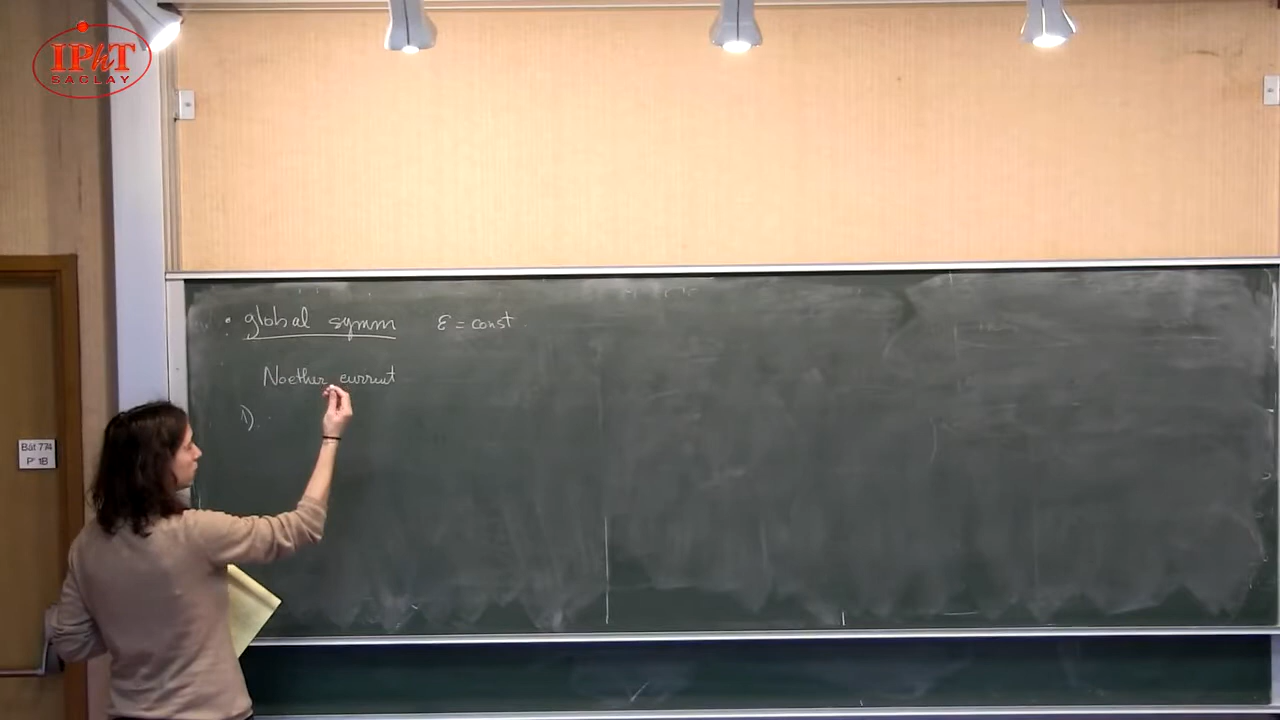 IPhT
SACLAY
• global symm ε = const
Noether current
1).
Bât 774
P° 1B